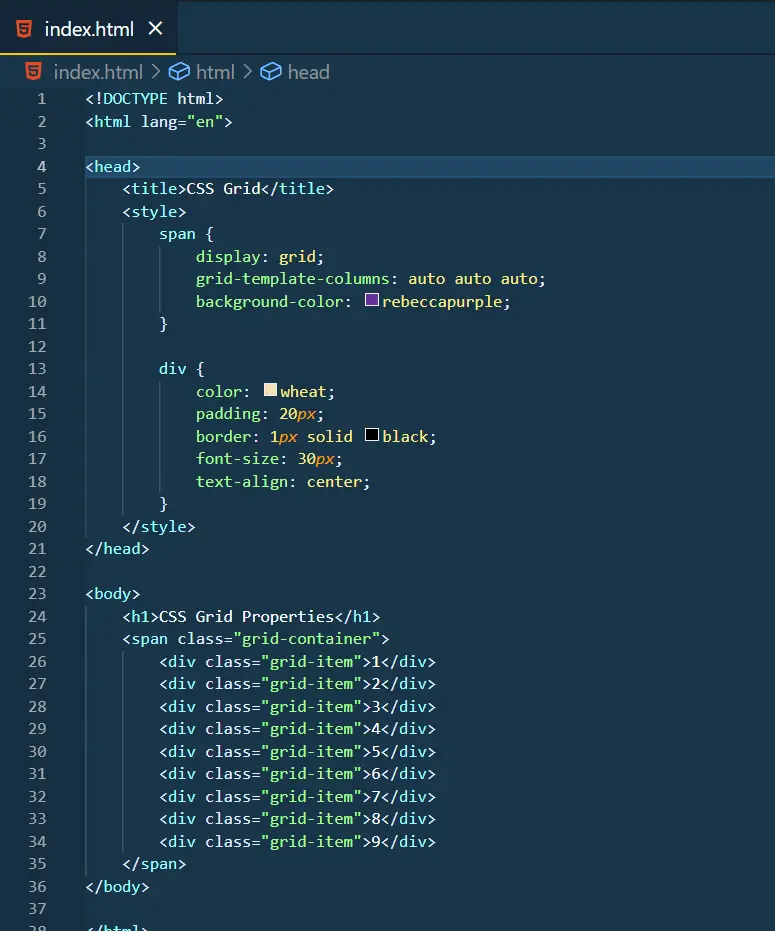 index.html
index.html > html > head
1 <!DOCTYPE html>
2 <html lang="en">
3
4 <head>
5     <title>CSS Grid</title>
6     <style>
7         span {
8             display: grid;
9             grid-template-columns: auto auto auto;
10             background-color: rebeccapurple;
11         }
12
13         div {
14             color: wheat;
15             padding: 20px;
16             border: 1px solid black;
17             font-size: 30px;
18             text-align: center;
19         }
20     </style>
21 </head>
22
23 <body>
24     <h1>CSS Grid Properties</h1>
25     <span class="grid-container">
26         <div class="grid-item">1</div>
27         <div class="grid-item">2</div>
28         <div class="grid-item">3</div>
29         <div class="grid-item">4</div>
30         <div class="grid-item">5</div>
31         <div class="grid-item">6</div>
32         <div class="grid-item">7</div>
33         <div class="grid-item">8</div>
34         <div class="grid-item">9</div>
35     </span>
36 </body>
37
38 </html>